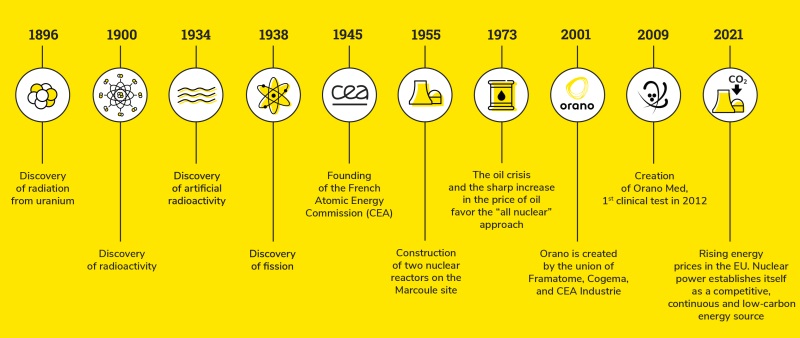 1896
1900
1934
1938
1945
1955
1973
2001
2009
2021
cea
orano
CO₂
Discovery
of radiation
from uranium
Discovery
of radioactivity
Discovery
of artificial
radioactivity
Discovery
of fission
Founding
of the French
Atomic Energy
Commission (CEA)
Construction
of two nuclear
reactors on the
Marcoule site
The oil crisis
and the sharp increase
in the price of oil
favor the “all nuclear”
approach
Orano is created
by the union of
Framatome, Cogema,
and CEA Industrie
Creation
of Orano Med,
1ˢᵗ clinical test in 2012
Rising energy
prices in the EU. Nuclear
power establishes itself
as a competitive,
continuous and low-carbon
energy source